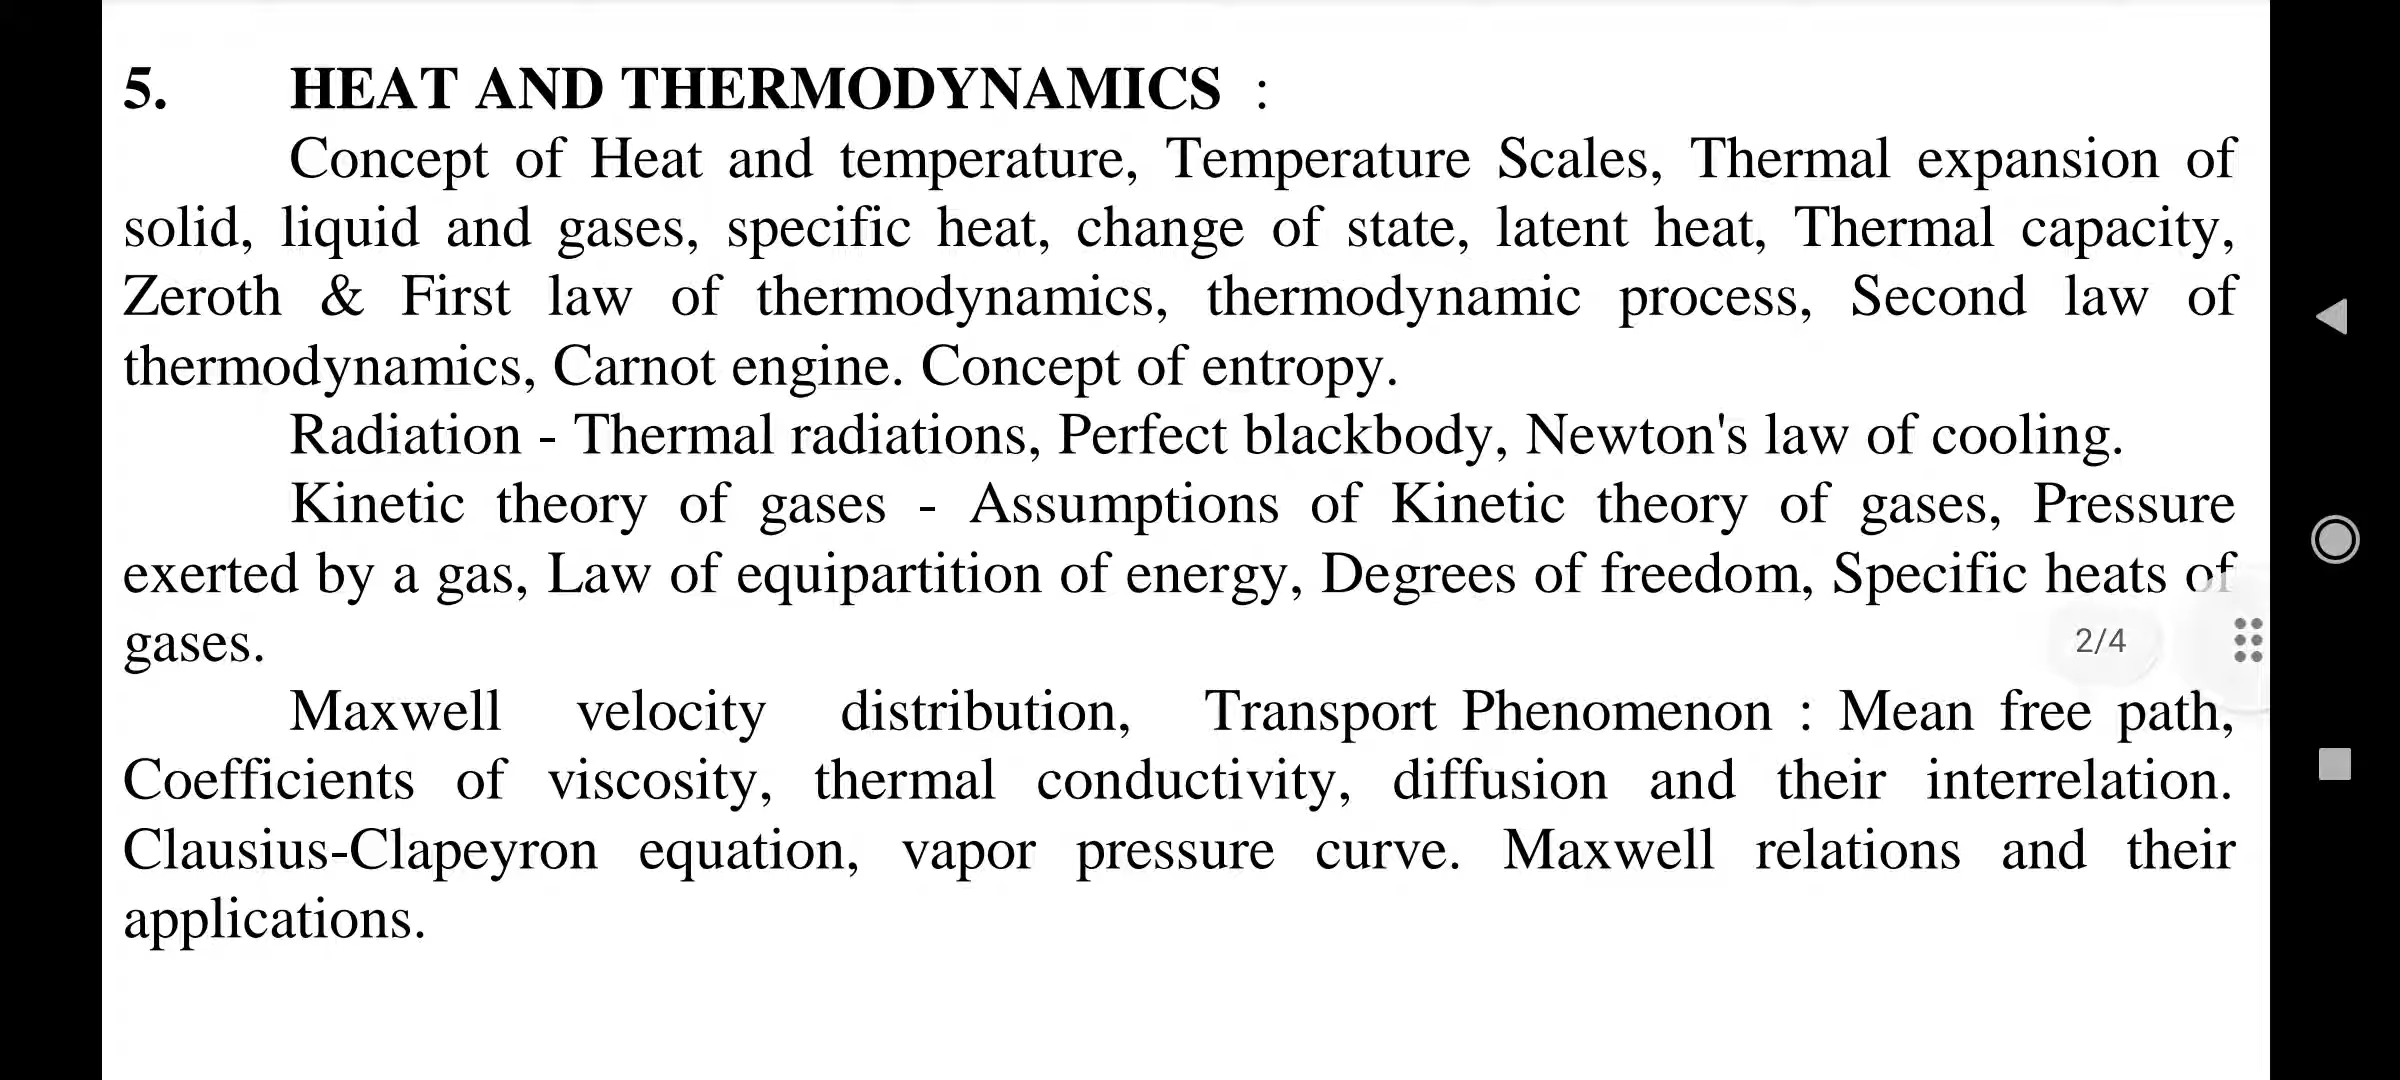 5. HEAT AND THERMODYNAMICS :
Concept of Heat and temperature, Temperature Scales, Thermal expansion of
solid, liquid and gases, specific heat, change of state, latent heat, Thermal capacity,
Zeroth & First law of thermodynamics, thermodynamic process, Second law of
thermodynamics, Carnot engine. Concept of entropy.
Radiation - Thermal radiations, Perfect blackbody, Newton's law of cooling.
Kinetic theory of gases - Assumptions of Kinetic theory of gases, Pressure
exerted by a gas, Law of equipartition of energy, Degrees of freedom, Specific heats of
gases.
2/4
Maxwell velocity distribution, Transport Phenomenon : Mean free path,
Coefficients of viscosity, thermal conductivity, diffusion and their interrelation.
Clausius-Clapeyron equation, vapor pressure curve. Maxwell relations and their
applications.